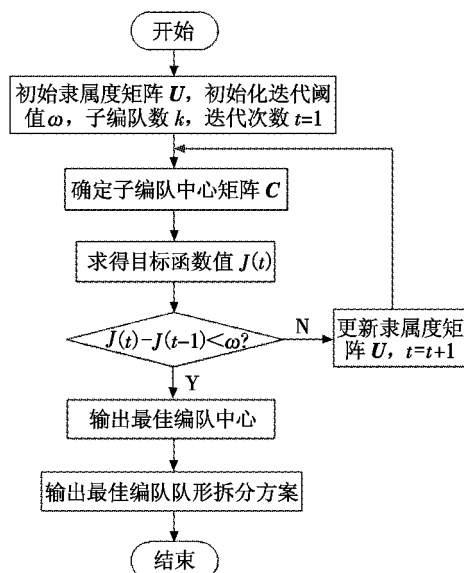 开始
初始隶属度矩阵 U，初始化迭代阈
值ω，子编队数 k，迭代次数 t=1
确定子编队中心矩阵 C
求得目标函数值 J(t)
J(t)-J(t-1)<ω?
N
更新隶属度矩
阵 U，t=t+1
Y
输出最佳编队中心
输出最佳编队队形拆分方案
结束